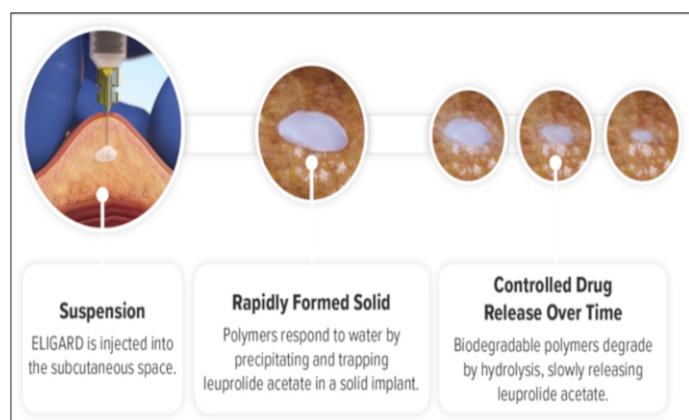 Suspension
ELIGARD is injected into
the subcutaneous space.
Rapidly Formed Solid
Polymers respond to water by
precipitating and trapping
leuprolide acetate in a solid implant.
Controlled Drug
Release Over Time
Biodegradable polymers degrade
by hydrolysis, slowly releasing
leuprolide acetate.